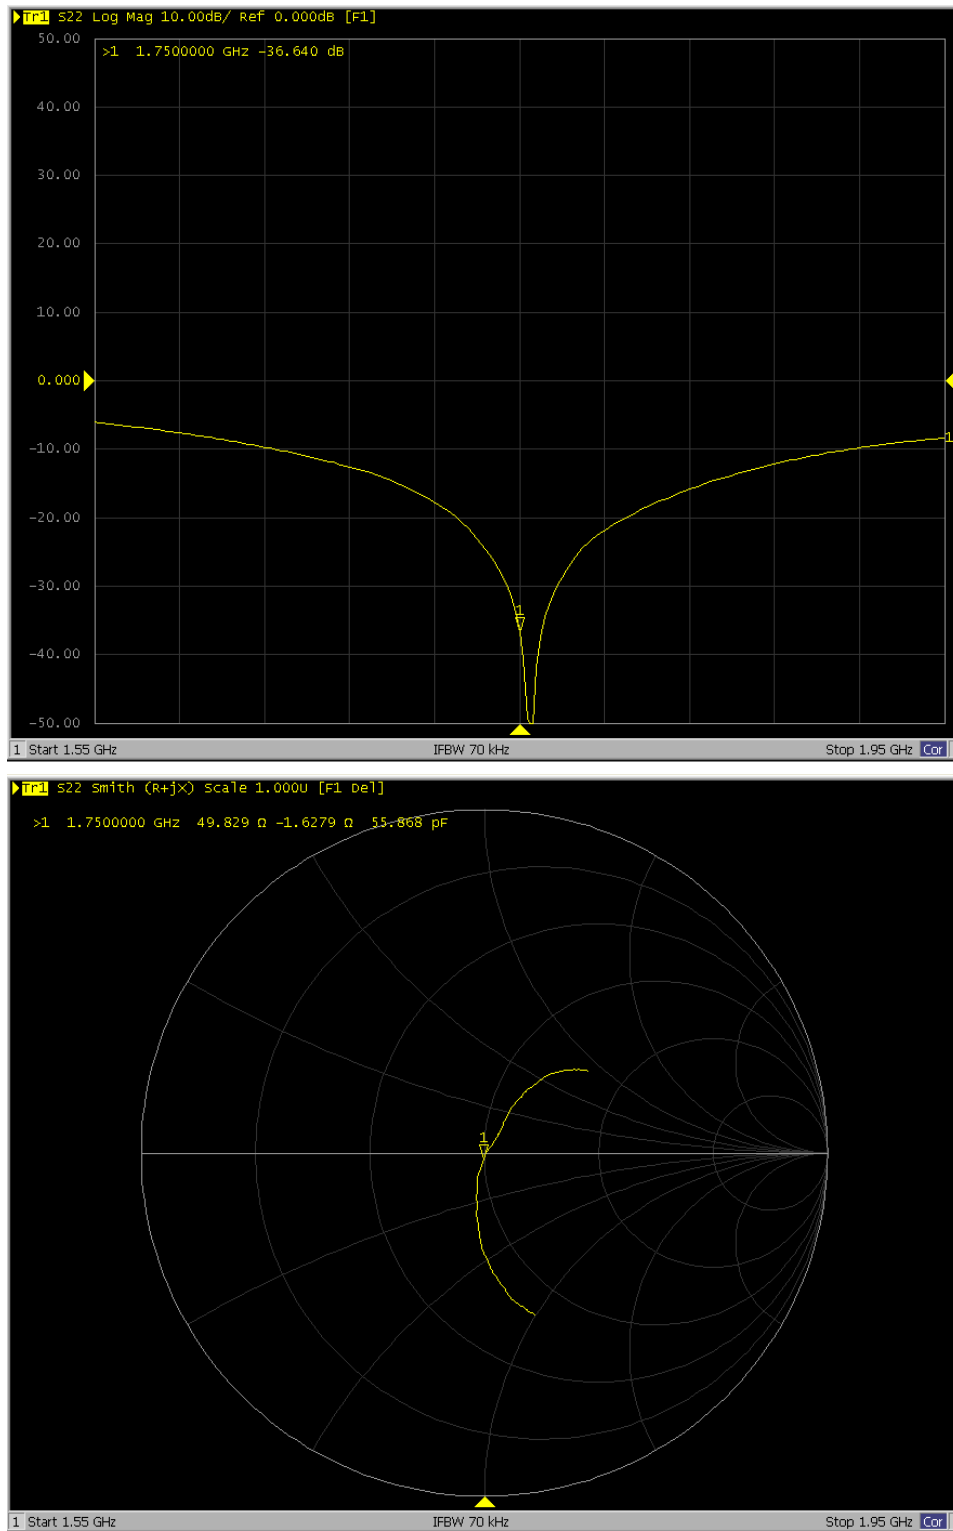 Tr1 S22 Log Mag 10.00dB/ Ref 0.000dB [F1]
50.00
>1 1.7500000 GHz -36.640 dB
40.00
30.00
20.00
10.00
0.000
-10.00
1
-20.00
-30.00
1
-40.00
-50.00
1 Start 1.55 GHz IFBW 70 kHz Stop 1.95 GHz Cor
Tr1 S22 Smith (R+jX) Scale 1.000U [F1 Del]
>1 1.7500000 GHz 49.829 Ω -1.6279 Ω 55.868 pF
1
1 Start 1.55 GHz IFBW 70 kHz Stop 1.95 GHz Cor